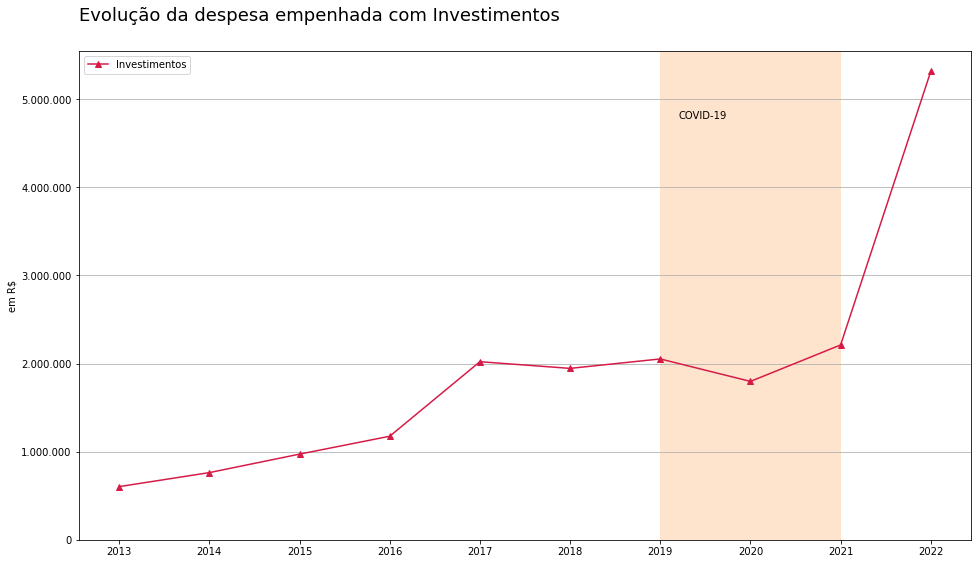 Evolução da despesa empenhada com Investimentos
Investimentos
COVID-19
em R$
5.000.000
4.000.000
3.000.000
2.000.000
1.000.000
0
2013 2014 2015 2016 2017 2018 2019 2020 2021 2022